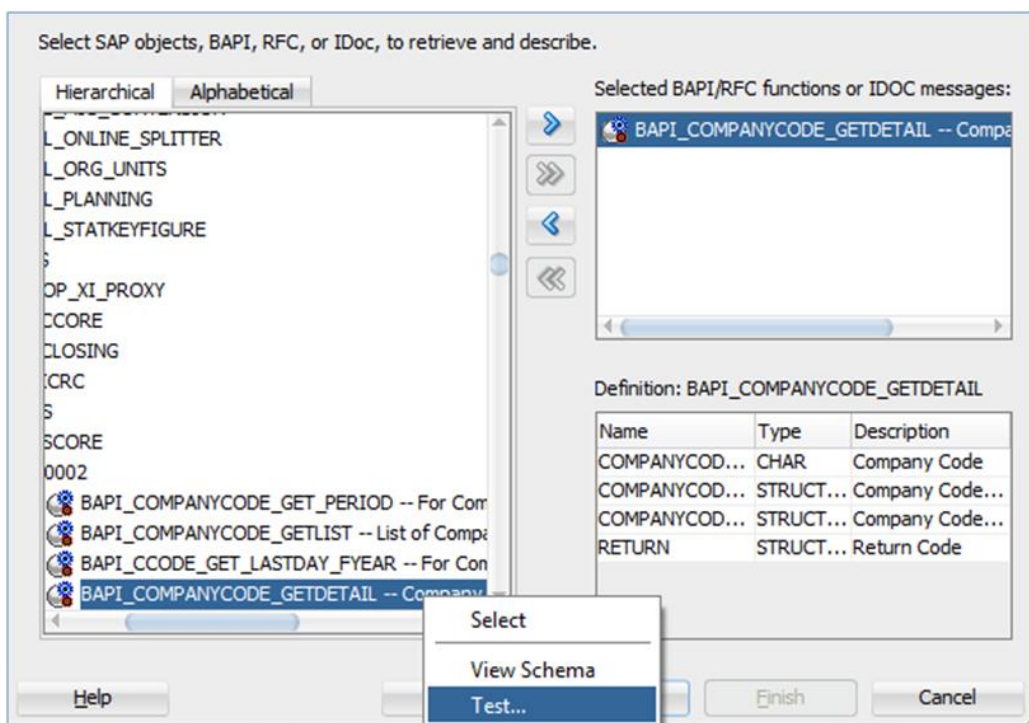 Select SAP objects, BAPI, RFC, or IDoc, to retrieve and describe.
Hierarchical
Alphabetical
L_ONLINE_SPLITTER
L_ORG_UNITS
L_PLANNING
L_STATKEYFIGURE
S
OP_XI_PROXY
CCORE
CLOSING
CRC
S
SCORE
0002
BAPI_COMPANYCODE_GET_PERIOD -- For Com
BAPI_COMPANYCODE_GETLIST -- List of Compa
BAPI_CCODE_GET_LASTDAY_FYEAR -- For Com
BAPI_COMPANYCODE_GETDETAIL -- Company
Selected BAPI/RFC functions or IDOC messages:
BAPI_COMPANYCODE_GETDETAIL -- Compa
Definition: BAPI_COMPANYCODE_GETDETAIL
Name Type Description
COMPANYCOD... CHAR Company Code
COMPANYCOD... STRUCT... Company Code...
COMPANYCOD... STRUCT... Company Code...
RETURN STRUCT... Return Code
Select
View Schema
Test...
Help
Finish
Cancel